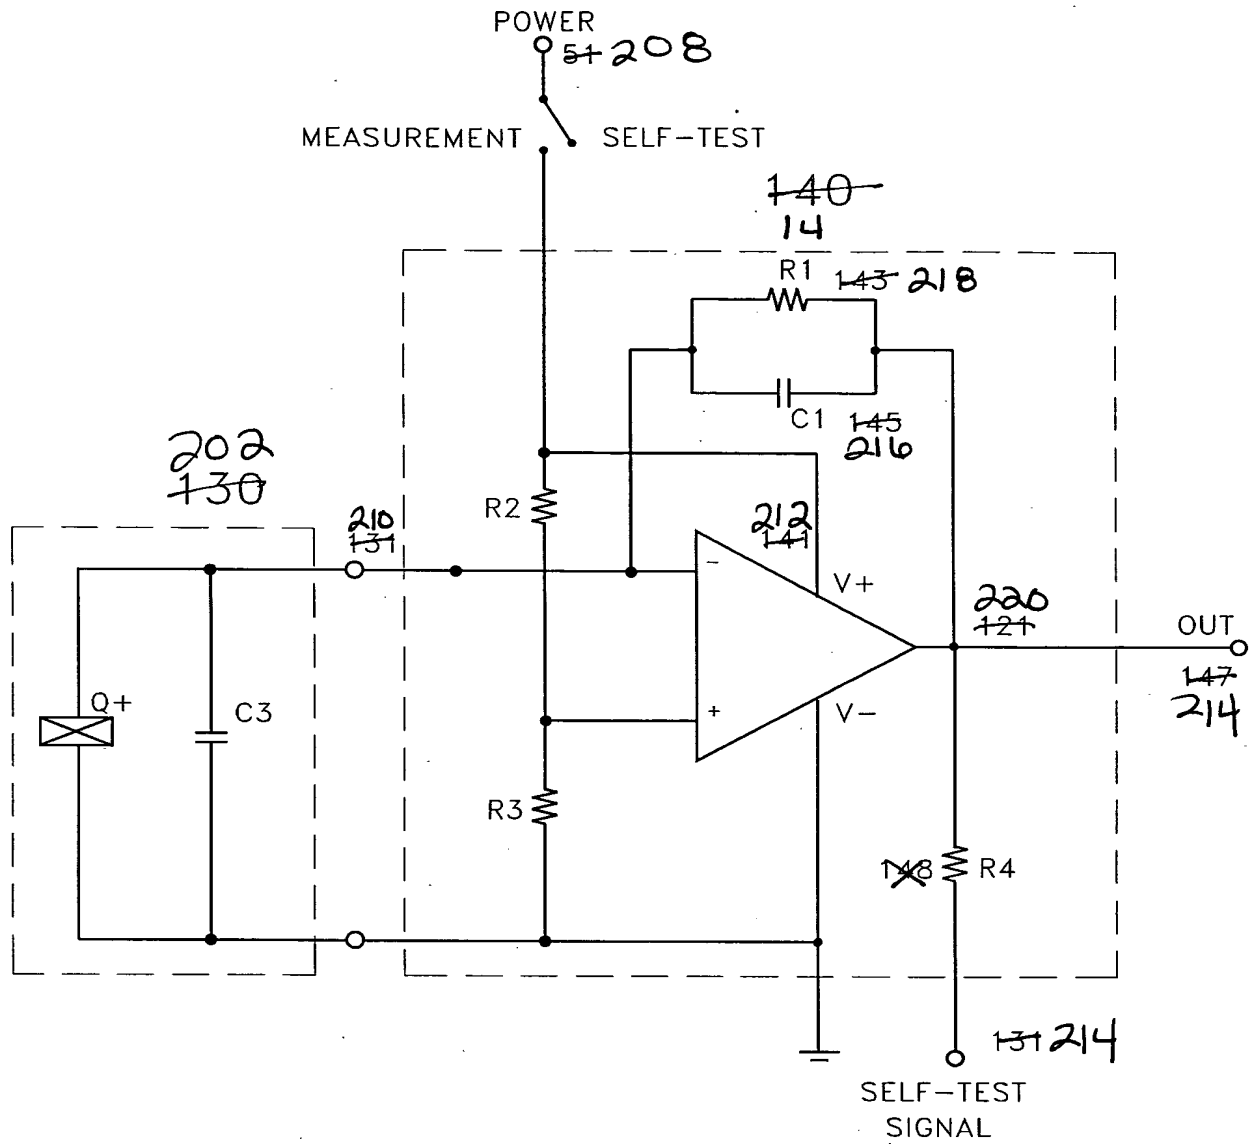 POWER
51 208
MEASUREMENT SELF-TEST
140
14
R1 143 218
C1 145
216
202
130
R2
210
131
212
141
-
V+
220
121
OUT
147
214
Q+
C3
+
V-
R3
148 R4
131 214
SELF-TEST
SIGNAL